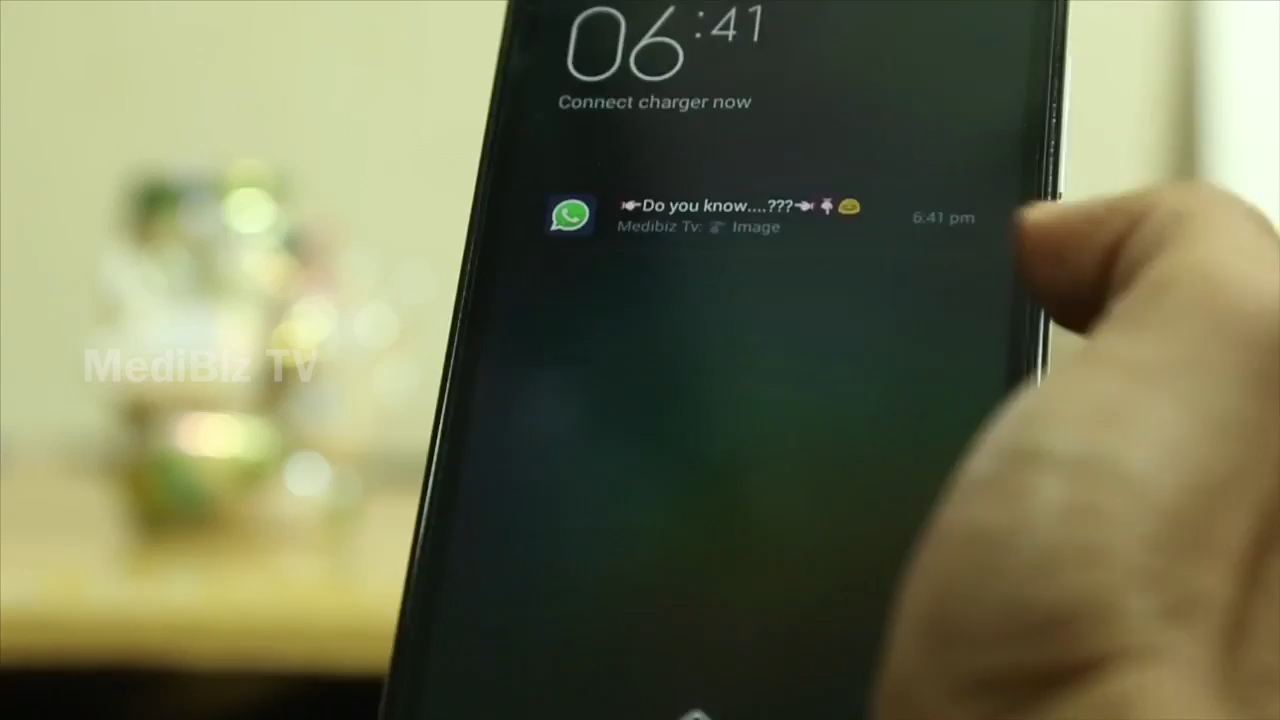 06:41
Connect charger now
Do you know....???
6:41 pm
Medibiz Tv: Image
MediBiz TV